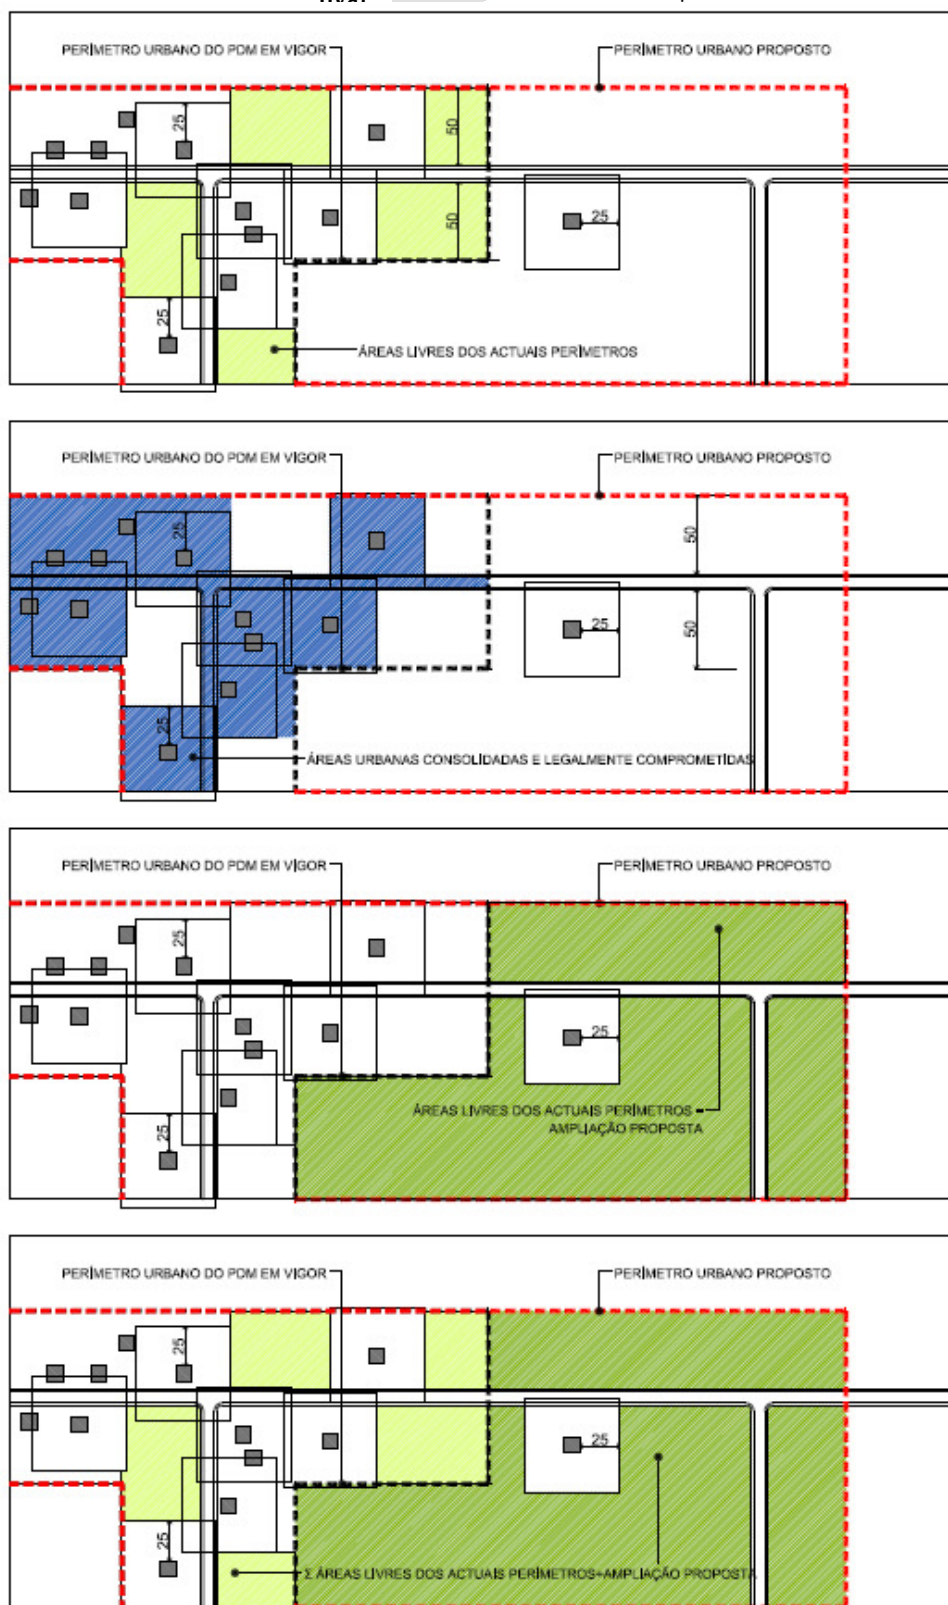 PERÍMETRO URBANO DO PDM EM VIGOR
PERÍMETRO URBANO PROPOSTO
25
50
50
25
25
ÁREAS LIVRES DOS ACTUAIS PERÍMETROS
PERÍMETRO URBANO DO PDM EM VIGOR
PERÍMETRO URBANO PROPOSTO
25
50
50
25
25
ÁREAS URBANAS CONSOLIDADAS E LEGALMENTE COMPROMETIDAS
PERÍMETRO URBANO DO PDM EM VIGOR
PERÍMETRO URBANO PROPOSTO
25
25
25
ÁREAS LIVRES DOS ACTUAIS PERÍMETROS -
AMPLIAÇÃO PROPOSTA
PERÍMETRO URBANO DO PDM EM VIGOR
PERÍMETRO URBANO PROPOSTO
25
25
25
Σ ÁREAS LIVRES DOS ACTUAIS PERÍMETROS+AMPLIAÇÃO PROPOSTA